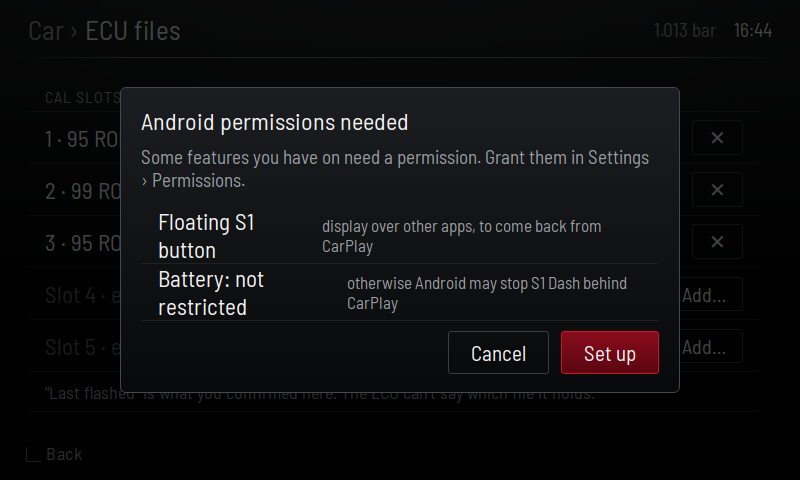 Car › ECU files
1.013 bar 16:44
CAL SLOTS
Android permissions needed
1 · 95 RO
Some features you have on need a permission. Grant them in Settings
› Permissions.
2 · 99 RO
Floating S1
button
display over other apps, to come back from
CarPlay
3 · 95 RO
Battery: not
restricted
otherwise Android may stop S1 Dash behind
CarPlay
Slot 4 · e
Add...
Slot 5 · e
Add...
Cancel
Set up
"Last flashed" is what you confirmed here. The ECU can't say which file it holds.
Back